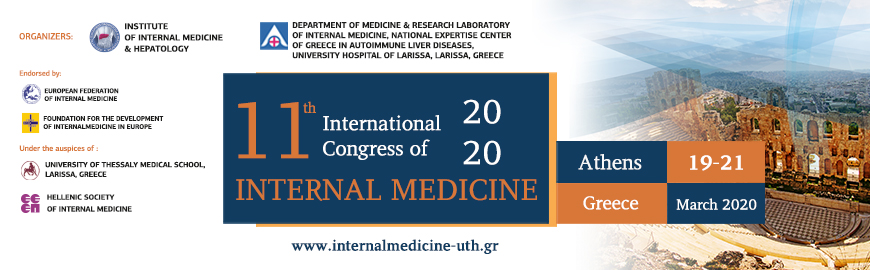 ORGANIZERS:
INSTITUTE
OF INTERNAL MEDICINE
& HEPATOLOGY
DEPARTMENT OF MEDICINE & RESEARCH LABORATORY
OF INTERNAL MEDICINE, NATIONAL EXPERTISE CENTER
OF GREECE IN AUTOIMMUNE LIVER DISEASES,
UNIVERSITY HOSPITAL OF LARISSA, LARISSA, GREECE
Endorsed by:
EUROPEAN FEDERATION
OF INTERNAL MEDICINE
FOUNDATION FOR THE DEVELOPMENT
OF INTERNALMEDICINE IN EUROPE
Under the auspices of :
UNIVERSITY OF THESSALY MEDICAL SCHOOL,
LARISSA, GREECE
HELLENIC SOCIETY
OF INTERNAL MEDICINE
11th International
Congress of
20
20
INTERNAL MEDICINE
Athens
19-21
Greece
March 2020
www.internalmedicine-uth.gr